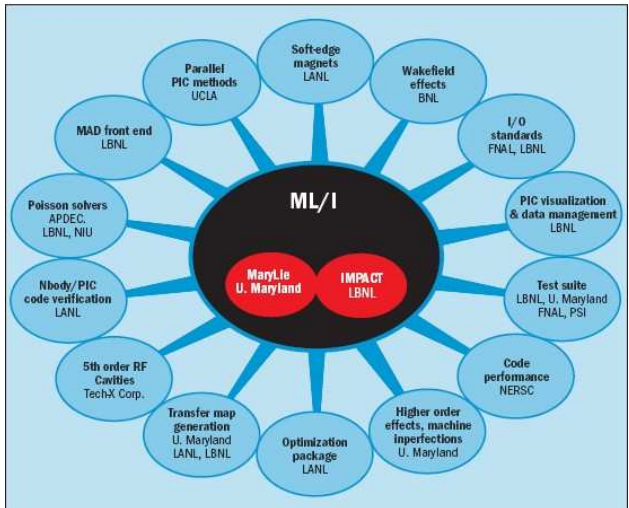 Soft-edge
magnets
LANL
Wakefield
effects
BNL
I/O
standards
FNAL, LBNL
PIC visualization
& data management
LBNL
Test suite
LBNL, U. Maryland
FNAL, PSI
Code
performance
NERSC
Higher order
effects, machine
inperfections
U. Maryland
Optimization
package
LANL
Transfer map
generation
U. Maryland
LANL, LBNL
5th order RF
Cavities
Tech-X Corp.
Nbody/PIC
code verification
LANL
Poisson solvers
APDEC.
LBNL, NIU
MAD front end
LBNL
Parallel
PIC methods
UCLA
ML/I
MaryLie
U. Maryland
IMPACT
LBNL